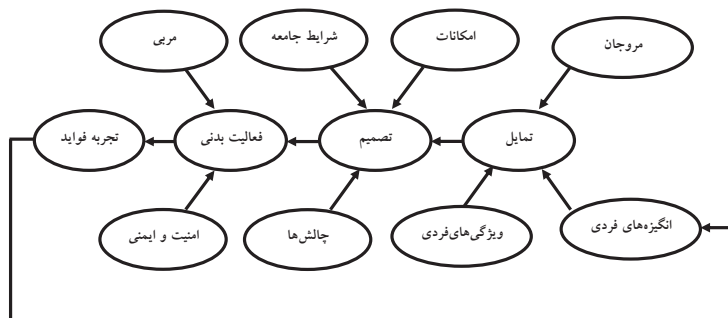 مروجان
امکانات
شرایط جامعه
مربی
تمایل
تصمیم
فعالیت بدنی
تجربه فواید
انگیزه‌های فردی
ویژگی‌های‌فردی
چالش‌ها
امنیت و ایمنی